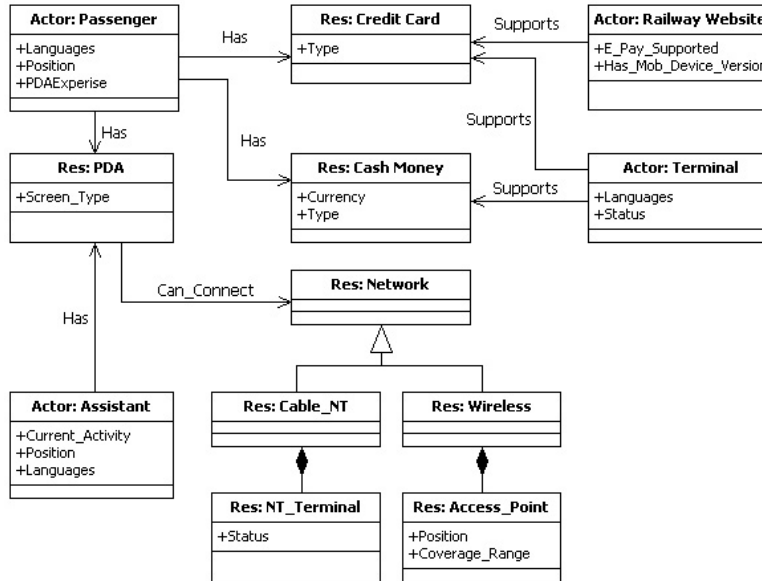 Actor: Passenger
+Languages
+Position
+PDAExperise
Has
Res: Credit Card
+Type
Supports
Actor: Railway Website
+E_Pay_Supported
+Has_Mob_Device_Version
Has
Has
Supports
Res: PDA
+Screen_Type
Res: Cash Money
+Currency
+Type
Supports
Actor: Terminal
+Languages
+Status
Can_Connect
Res: Network
Has
Actor: Assistant
+Current_Activity
+Position
+Languages
Res: Cable_NT
Res: Wireless
Res: NT_Terminal
+Status
Res: Access_Point
+Position
+Coverage_Range